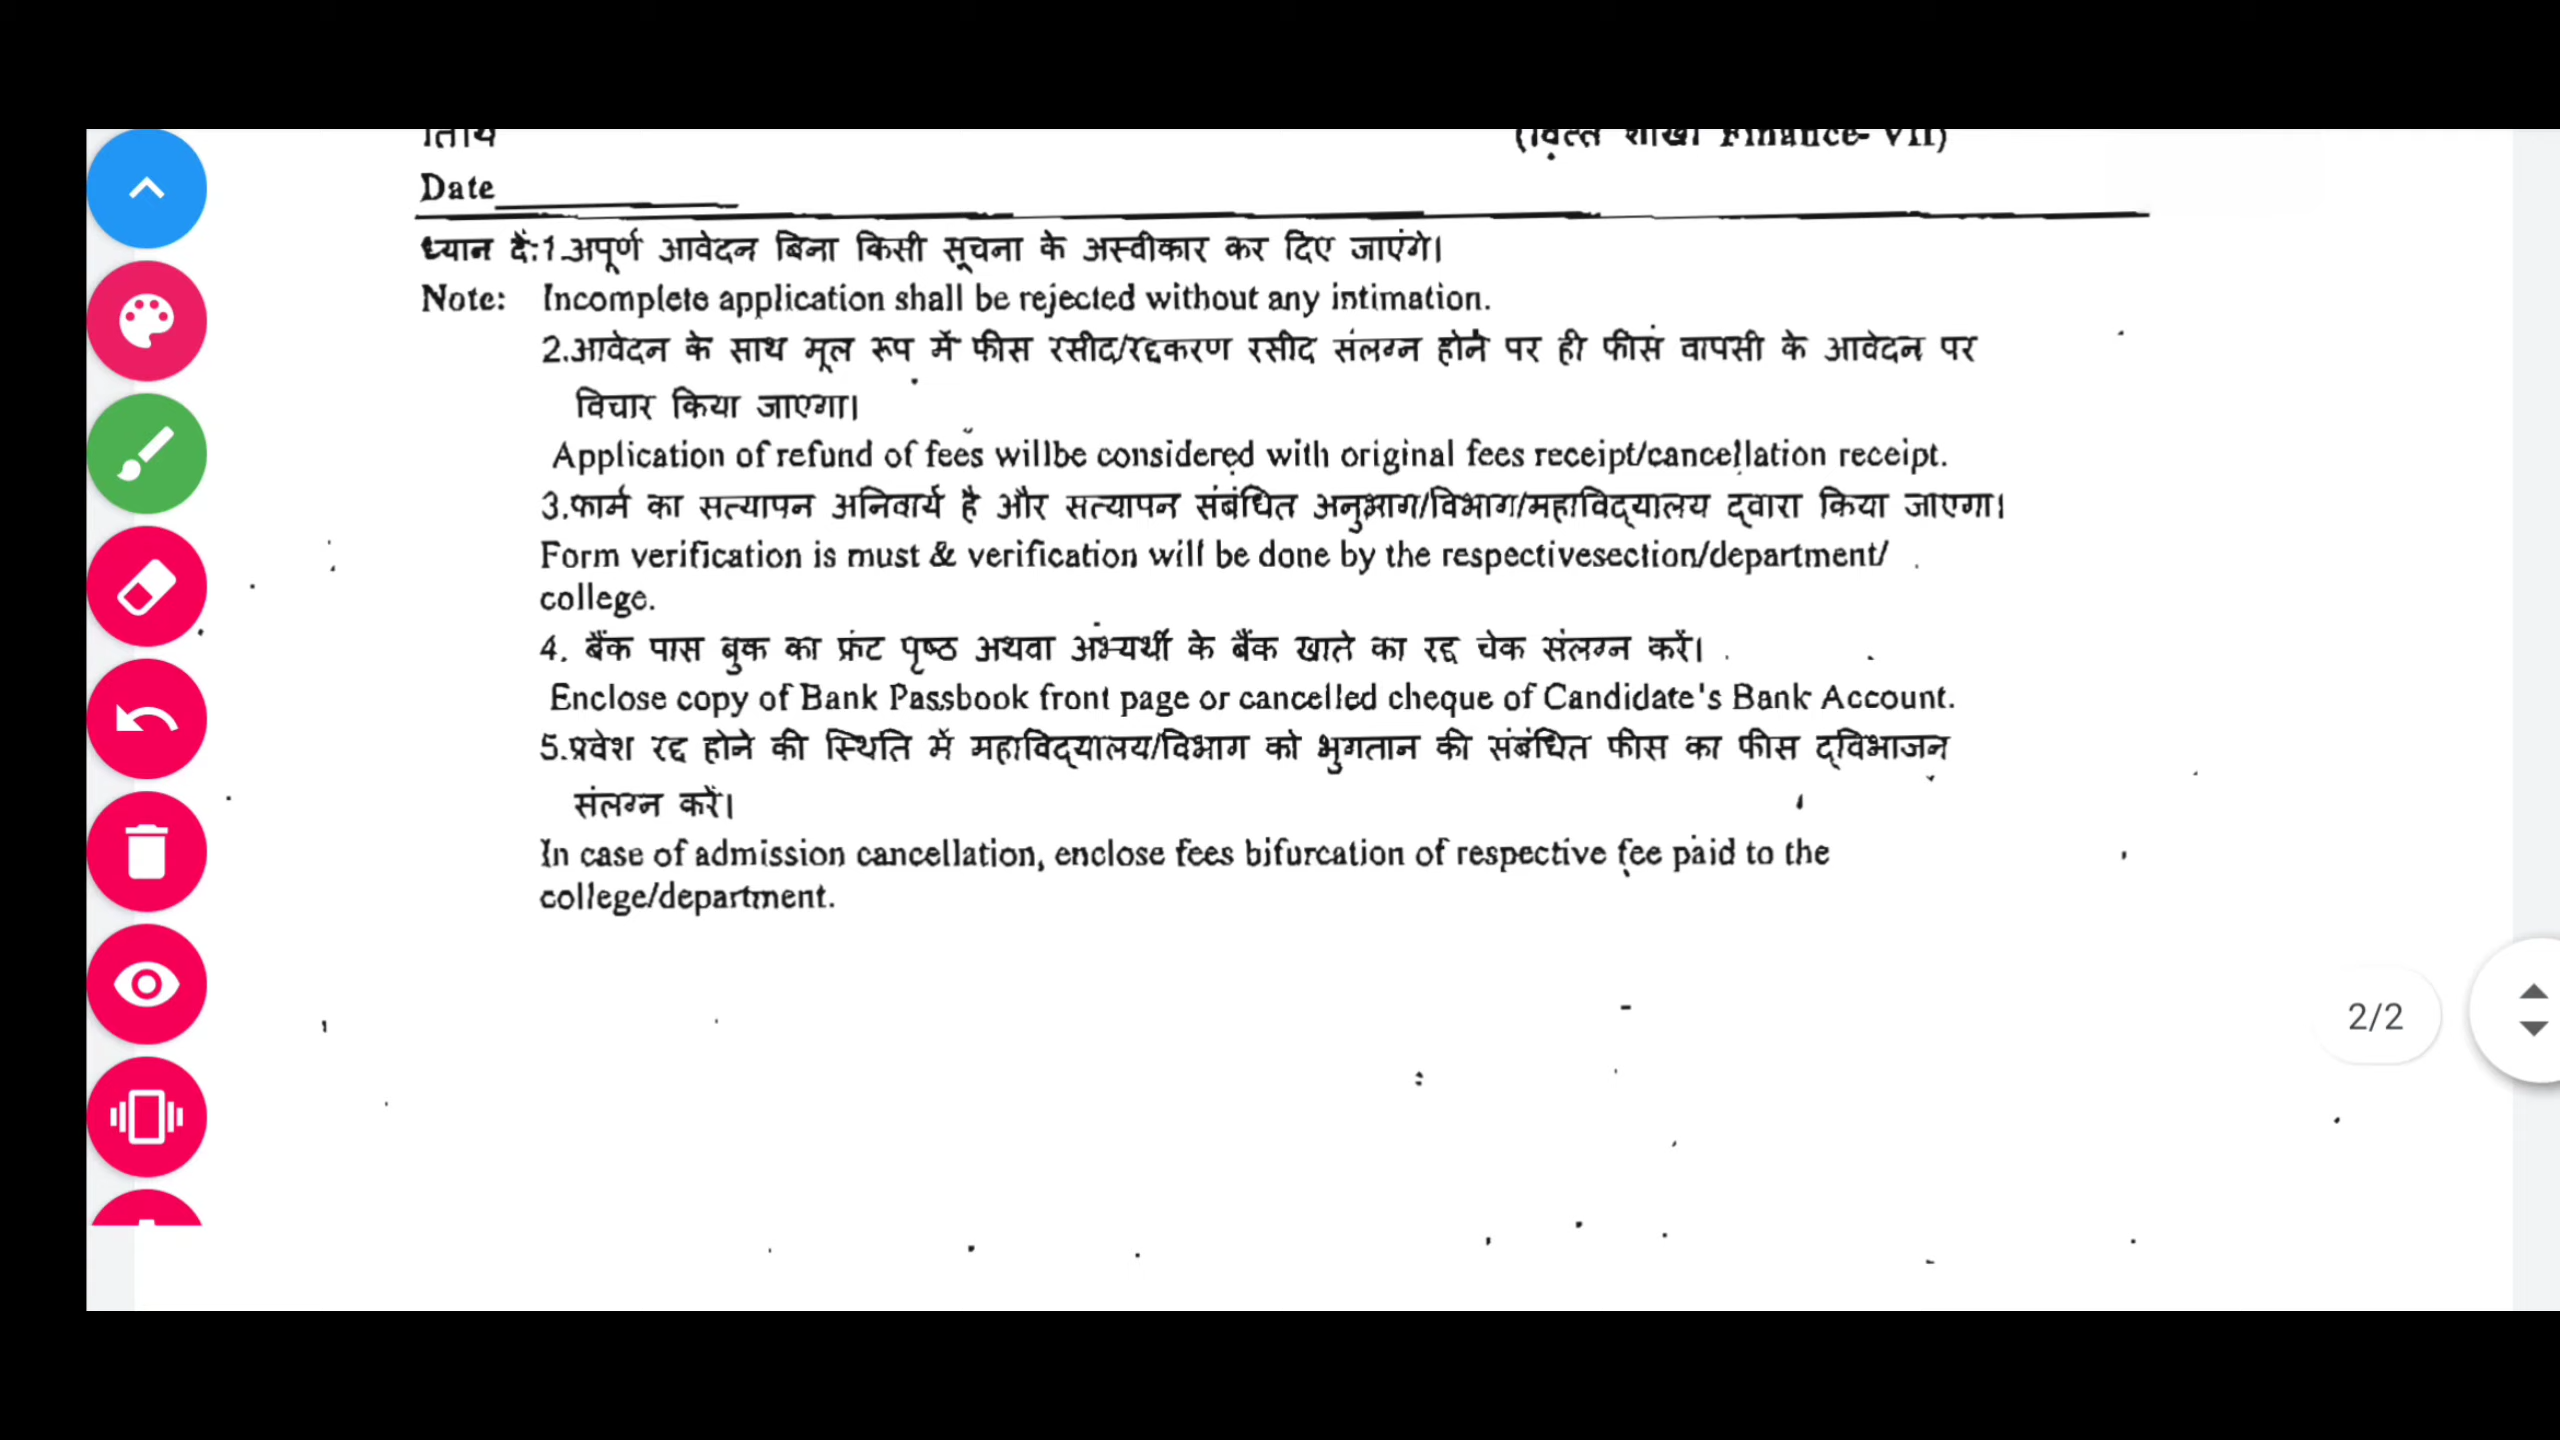 तिथि (वित्त शाखा Finance- VII)
Date
ध्यान दें:1.अपूर्ण आवेदन बिना किसी सूचना के अस्वीकार कर दिए जाएंगे।
Note: Incomplete application shall be rejected without any intimation.
2.आवेदन के साथ मूल रूप में फीस रसीद/रद्दकरण रसीद संलग्न होने पर ही फीस वापसी के आवेदन पर
विचार किया जाएगा।
Application of refund of fees willbe considered with original fees receipt/cancellation receipt.
3.फार्म का सत्यापन अनिवार्य है और सत्यापन संबंधित अनुभाग/विभाग/महाविद्यालय द्वारा किया जाएगा।
Form verification is must & verification will be done by the respectivesection/department/
college.
4. बैंक पास बुक का फ्रंट पृष्ठ अथवा अभ्यर्थी के बैंक खाते का रद्द चेक संलग्न करें।
Enclose copy of Bank Passbook front page or cancelled cheque of Candidate's Bank Account.
5.प्रवेश रद्द होने की स्थिति में महाविद्यालय/विभाग को भुगतान की संबंधित फीस का फीस द्विभाजन
संलग्न करें।
In case of admission cancellation, enclose fees bifurcation of respective fee paid to the
college/department.
2/2